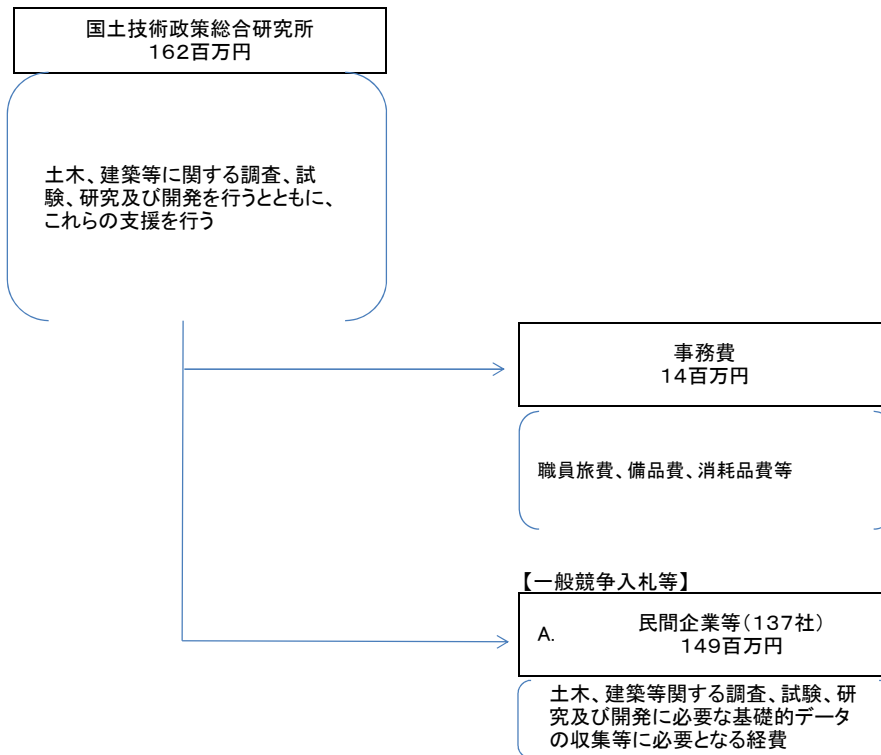 国土技術政策総合研究所
162百万円
土木、建築等に関する調査、試
験、研究及び開発を行うとともに、
これらの支援を行う
事務費
14百万円
職員旅費、備品費、消耗品費等
【一般競争入札等】
A. 民間企業等(137社)
149百万円
土木、建築等関する調査、試験、研
究及び開発に必要な基礎的データ
の収集等に必要となる経費